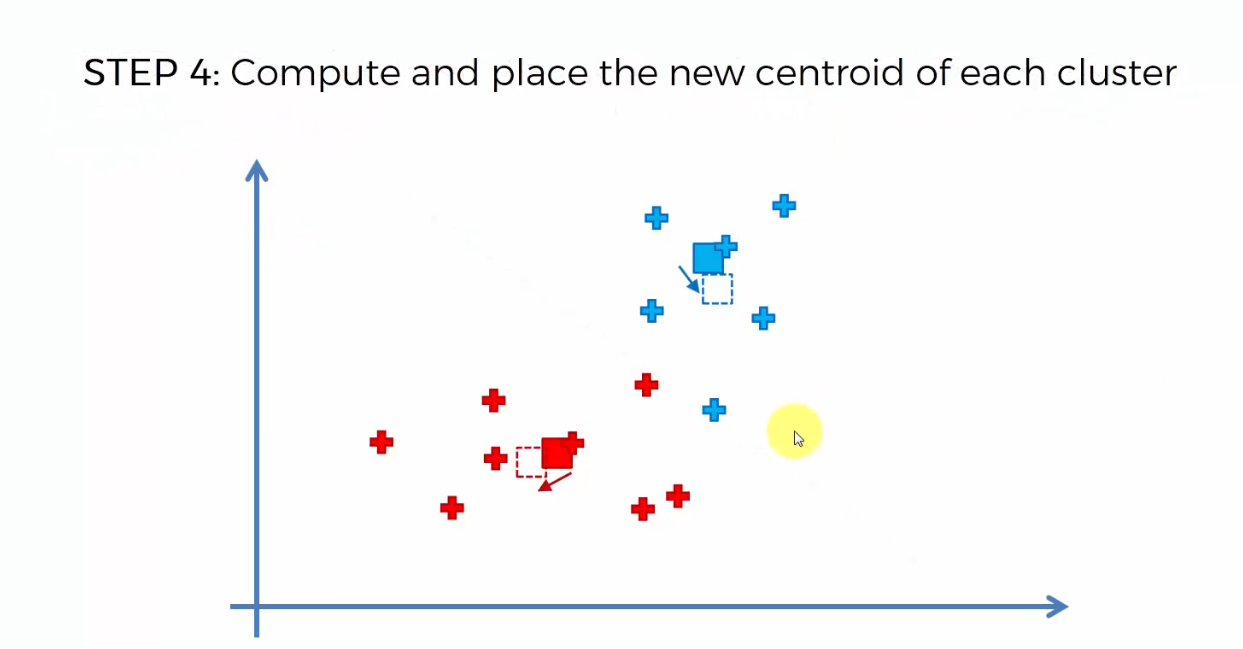 STEP 4: Compute and place the new centroid of each cluster